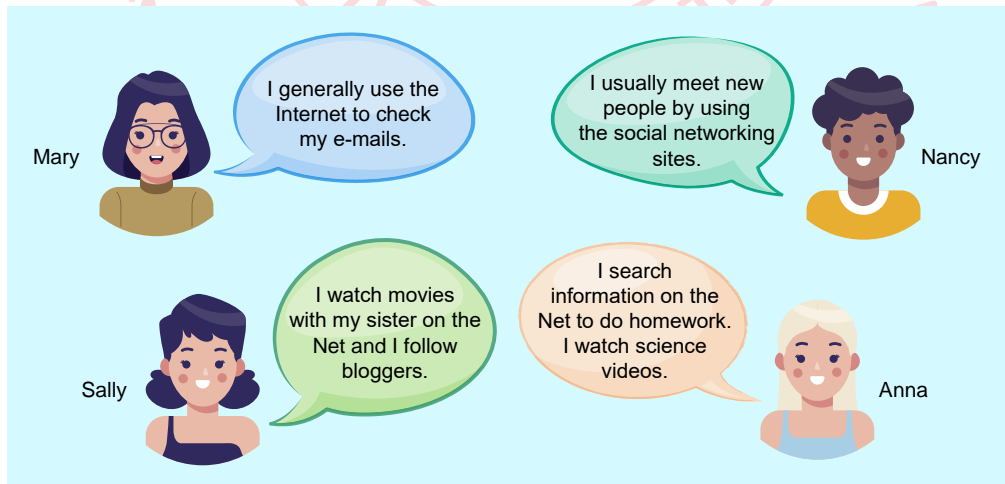 Mary
I generally use the
Internet to check
my e-mails.
I usually meet new
people by using
the social networking
sites.
Nancy
Sally
I watch movies
with my sister on the
Net and I follow
bloggers.
I search
information on the
Net to do homework.
I watch science
videos.
Anna